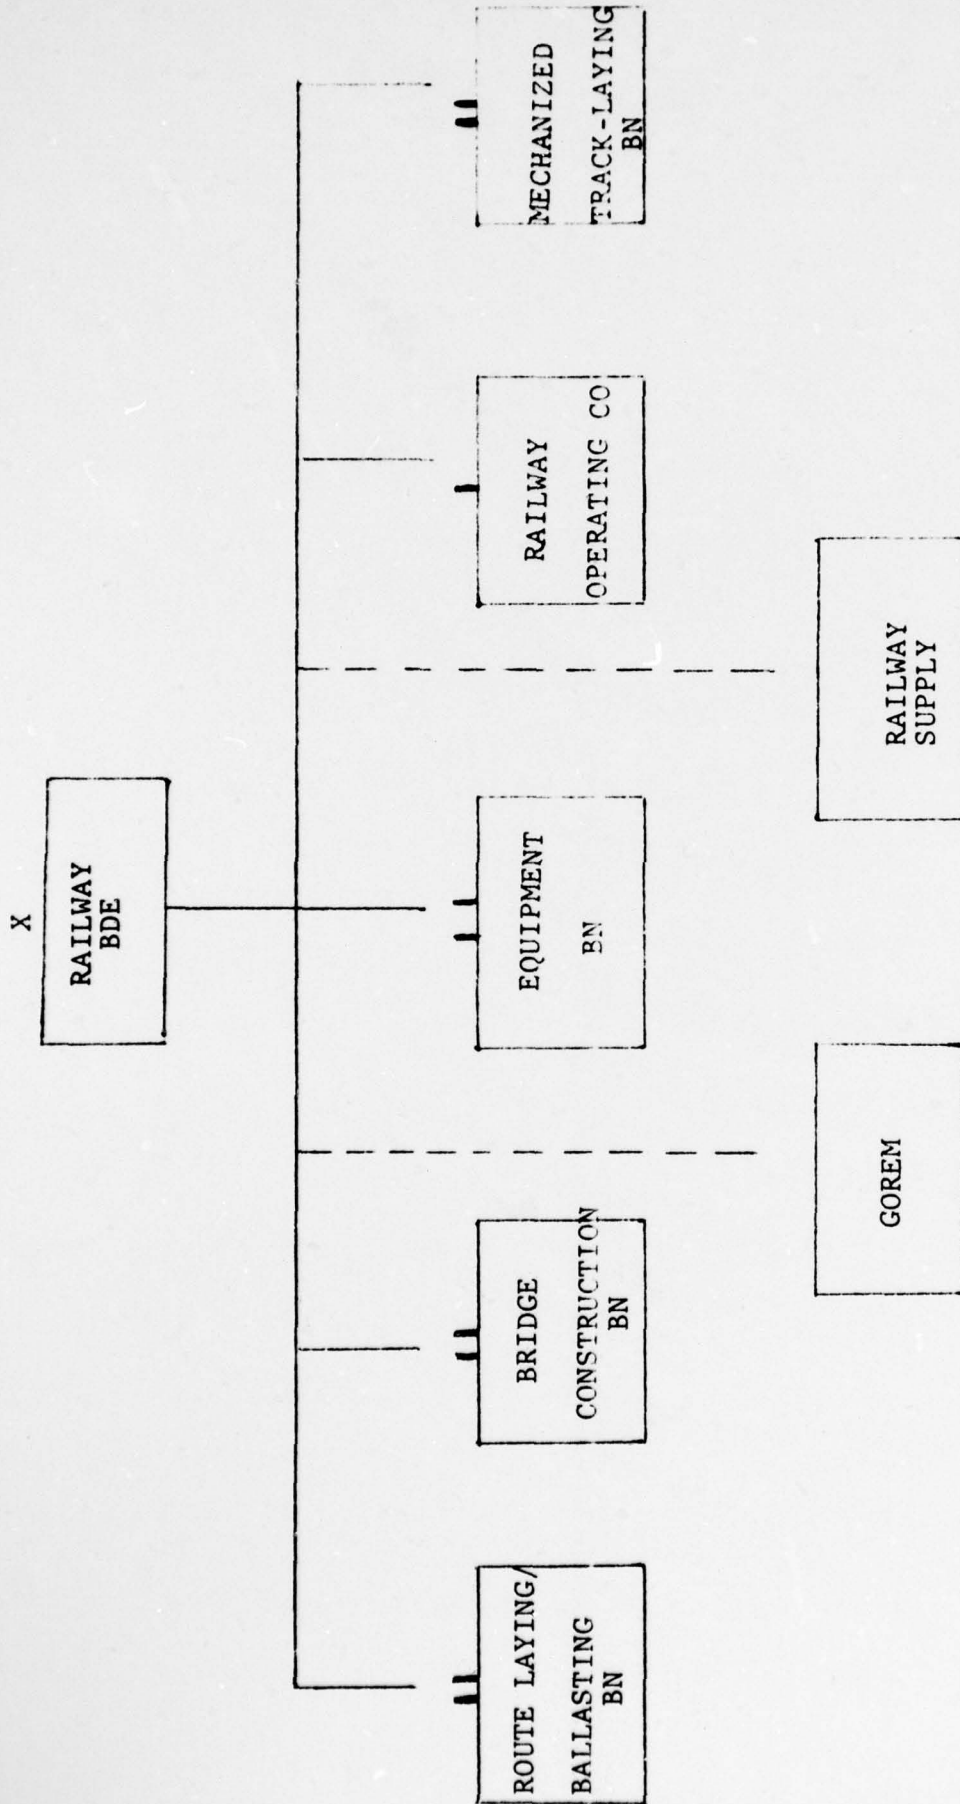 X
RAILWAY
BDE
ROUTE LAYING/
BALLASTING
BN
BRIDGE
CONSTRUCTION
BN
EQUIPMENT
BN
RAILWAY
OPERATING CO
MECHANIZED
TRACK-LAYING
BN
GOREM
RAILWAY
SUPPLY